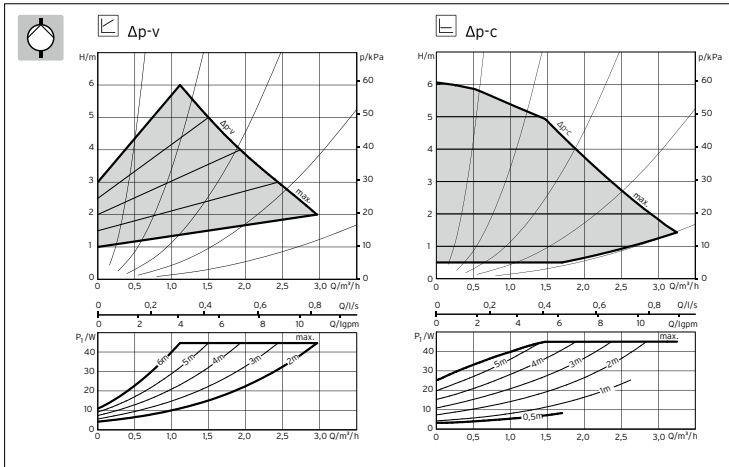 Δp-v
H/m
p/kPa
6
5
4
3
2
1
0
60
50
40
30
20
10
0
Δp-v
max.
0 0,5 1,0 1,5 2,0 2,5 Q/m³/h
0 0,2 0,4 0,6 0,8 Q/l/s
0 2 4 6 8 10 Q/Igpm
P₁/W
40
30
20
10
0
6m
5m
4m
3m
2m
max.
0 0,5 1,0 1,5 2,0 2,5 3,0 Q/m³/h
Δp-c
H/m
p/kPa
6
5
4
3
2
1
0
60
50
40
30
20
10
0
Δp-c
max.
0,0 0,5 1,0 1,5 2,0 2,5 3,0 Q/m³/h
0 0,2 0,4 0,6 0,8 Q/l/s
0 2 4 6 8 10 Q/Igpm
P₁/W
40
30
20
10
0
5m
4m
3m
2m
1m
0,5m
max.
0,0 0,5 1,0 1,5 2,0 2,5 3,0 Q/m³/h